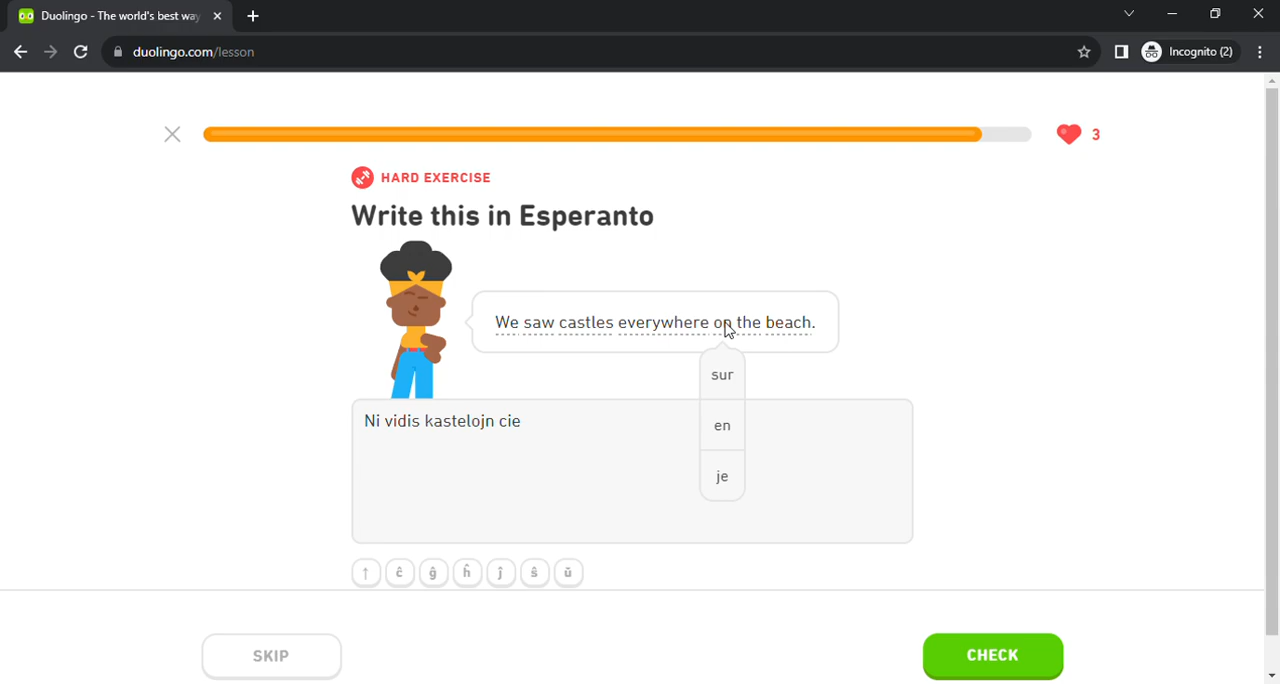 Duolingo - The world's best way
duolingo.com/lesson
Incognito (2)
3
HARD EXERCISE
Write this in Esperanto
We saw castles everywhere on the beach.
sur
en
je
Ni vidis kastelojn cie
↑ ĉ ĝ ĥ ĵ ŝ ŭ
SKIP
CHECK